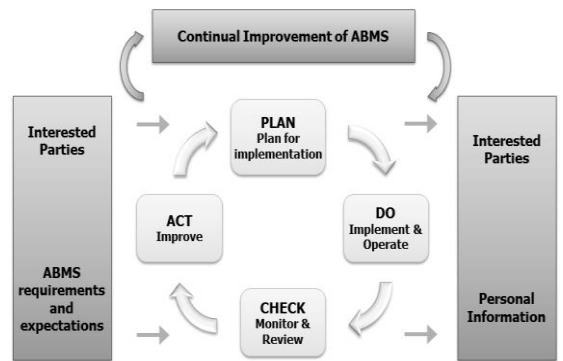 Continual Improvement of ABMS
Interested
Parties
ABMS
requirements
and
expectations
PLAN
Plan for
implementation
ACT
Improve
DO
Implement &
Operate
CHECK
Monitor &
Review
Interested
Parties
Personal
Information